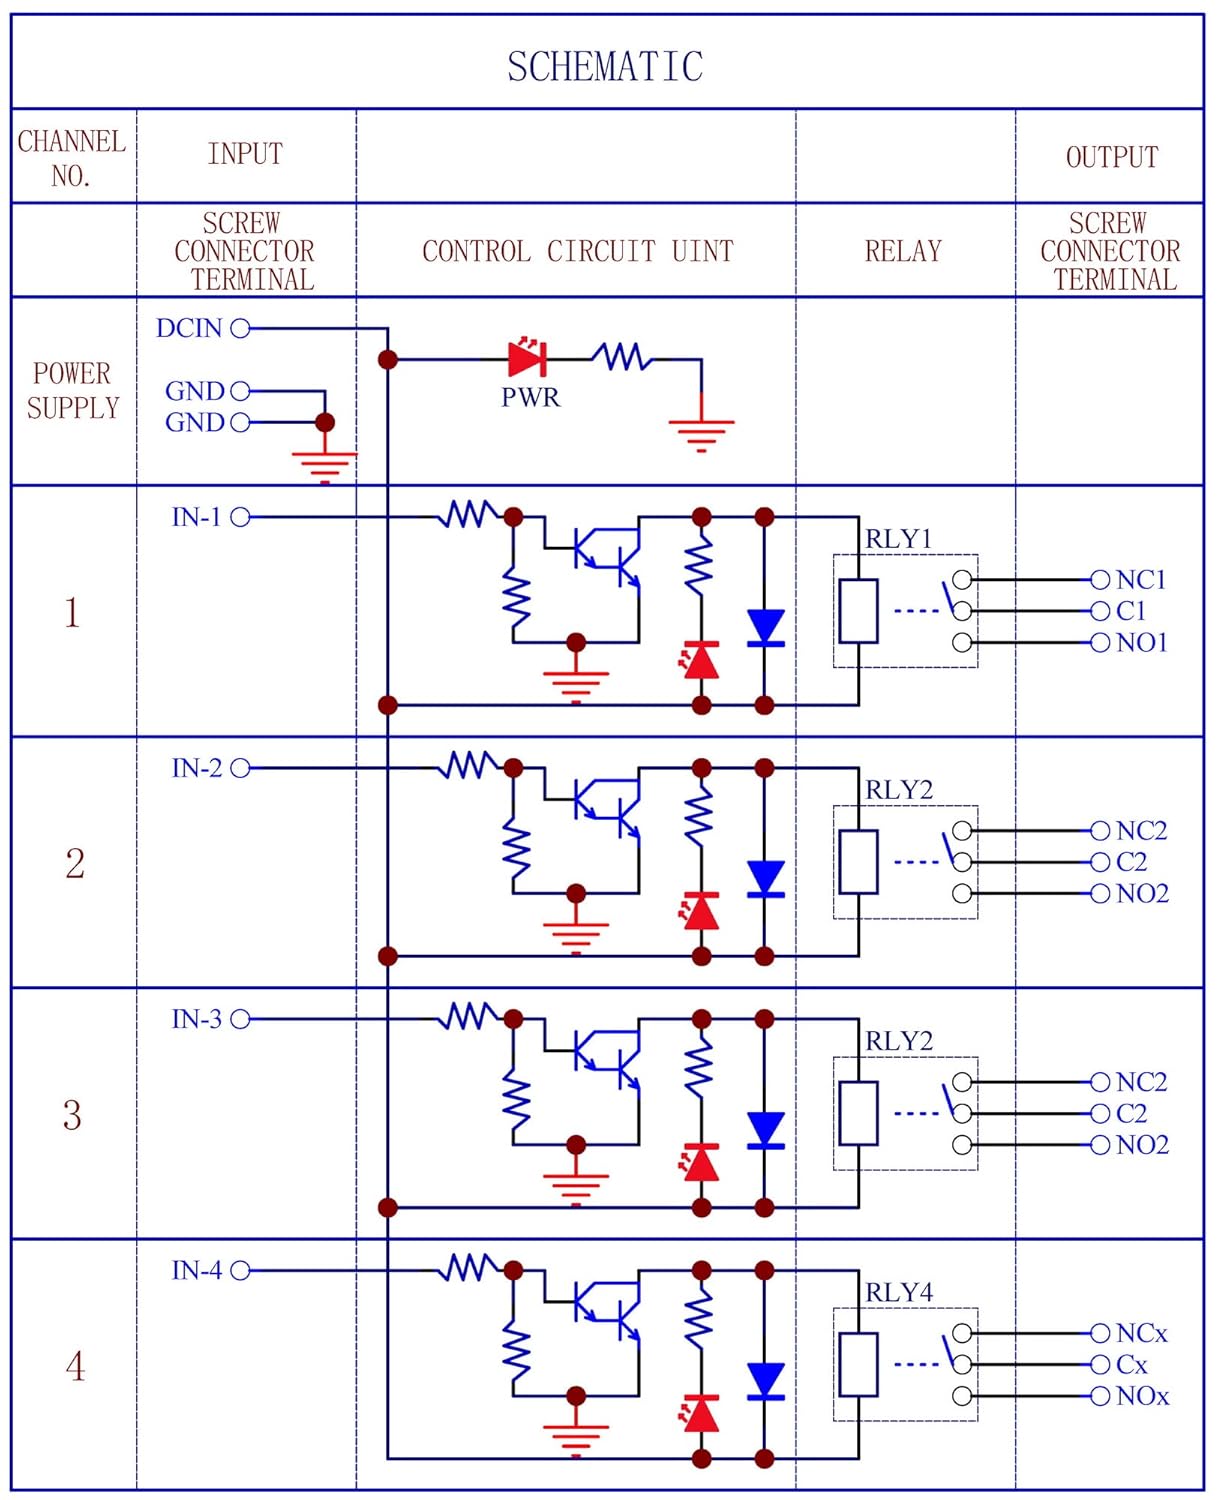 SCHEMATIC
CHANNEL
NO.
INPUT
OUTPUT
SCREW
CONNECTOR
TERMINAL
CONTROL CIRCUIT UINT
RELAY
SCREW
CONNECTOR
TERMINAL
POWER
SUPPLY
DCIN
GND
GND
PWR
1
IN-1
RLY1
NC1
C1
NO1
2
IN-2
RLY2
NC2
C2
NO2
3
IN-3
RLY2
NC2
C2
NO2
4
IN-4
RLY4
NCx
Cx
NOx